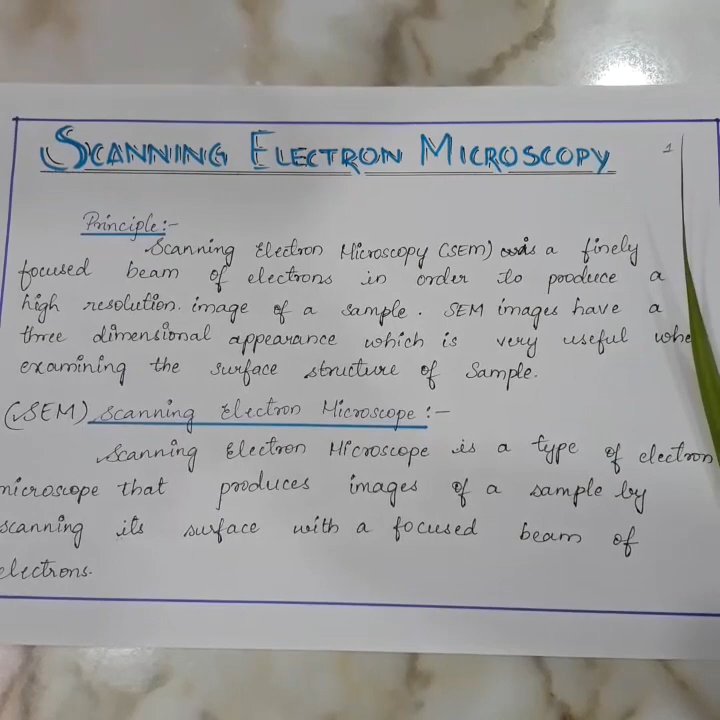 SCANNING ELECTRON MICROSCOPY
1
Principle:-
Scanning Electron Microscopy (SEM) is a finely
focused beam of electrons in order to produce a
high resolution. image of a sample. SEM images have a
three dimensional appearance which is very useful whe
examining the surface structure of Sample.
(SEM) Scanning Electron Microscope:-
Scanning Electron Microscope is a type of electron
microscope that produces images of a sample by
scanning its surface with a focused beam of
electrons.